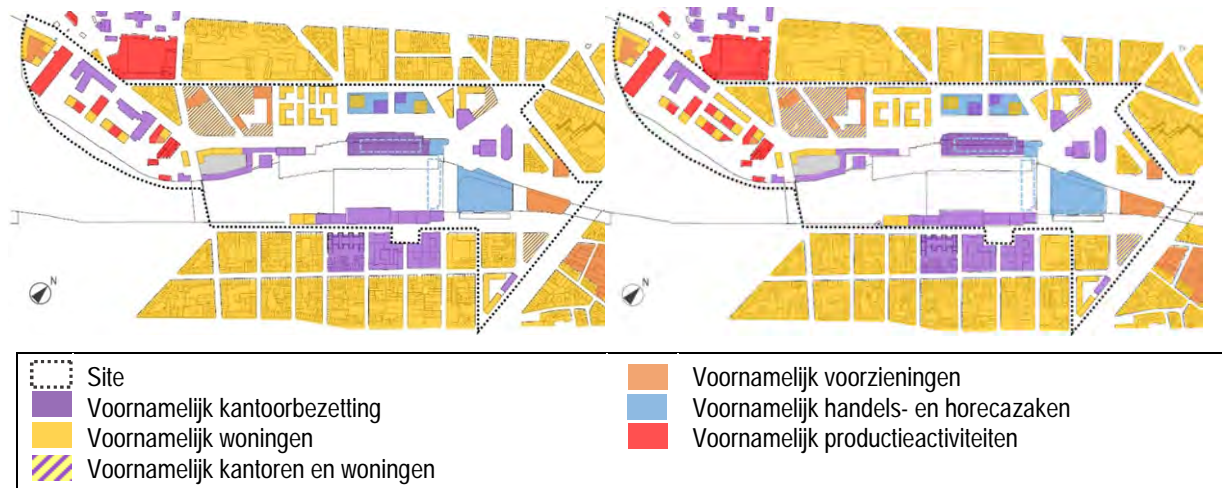 N
N
Site
Voornamelijk kantoorbezetting
Voornamelijk woningen
Voornamelijk kantoren en woningen
Voornamelijk voorzieningen
Voornamelijk handels- en horecazaken
Voornamelijk productieactiviteiten